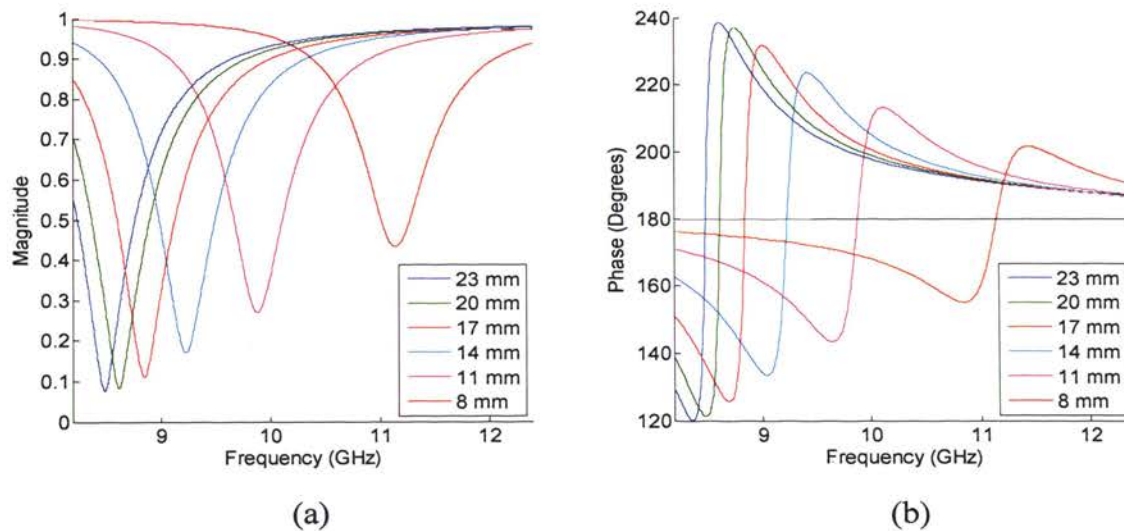 1
0.9
0.8
0.7
0.6
0.5
0.4
0.3
0.2
0.1
0
Magnitude
9
10
11
12
Frequency (GHz)
23 mm
20 mm
17 mm
14 mm
11 mm
8 mm
(a)
240
220
200
180
160
140
120
Phase (Degrees)
9
10
11
12
Frequency (GHz)
23 mm
20 mm
17 mm
14 mm
11 mm
8 mm
(b)